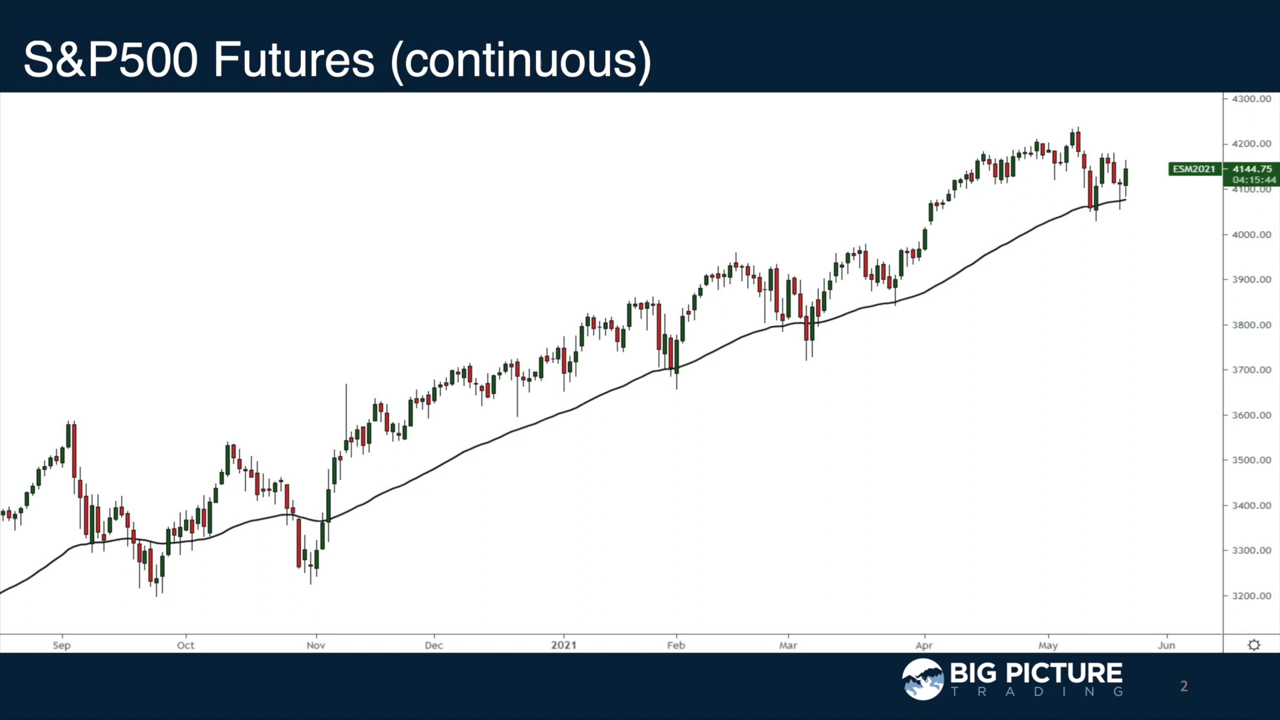 S&P500 Futures (continuous)
4300.00
4200.00
ESM2021 4144.75
04:15:44
4100.00
4000.00
3900.00
3800.00
3700.00
3600.00
3500.00
3400.00
3300.00
3200.00
Sep Oct Nov Dec 2021 Feb Mar Apr May Jun
BIG PICTURE
TRADING
2